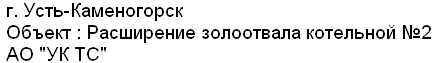 г. Усть-Каменогорск
Объект : Расширение золоотвала котельной №2
АО "УК ТС"